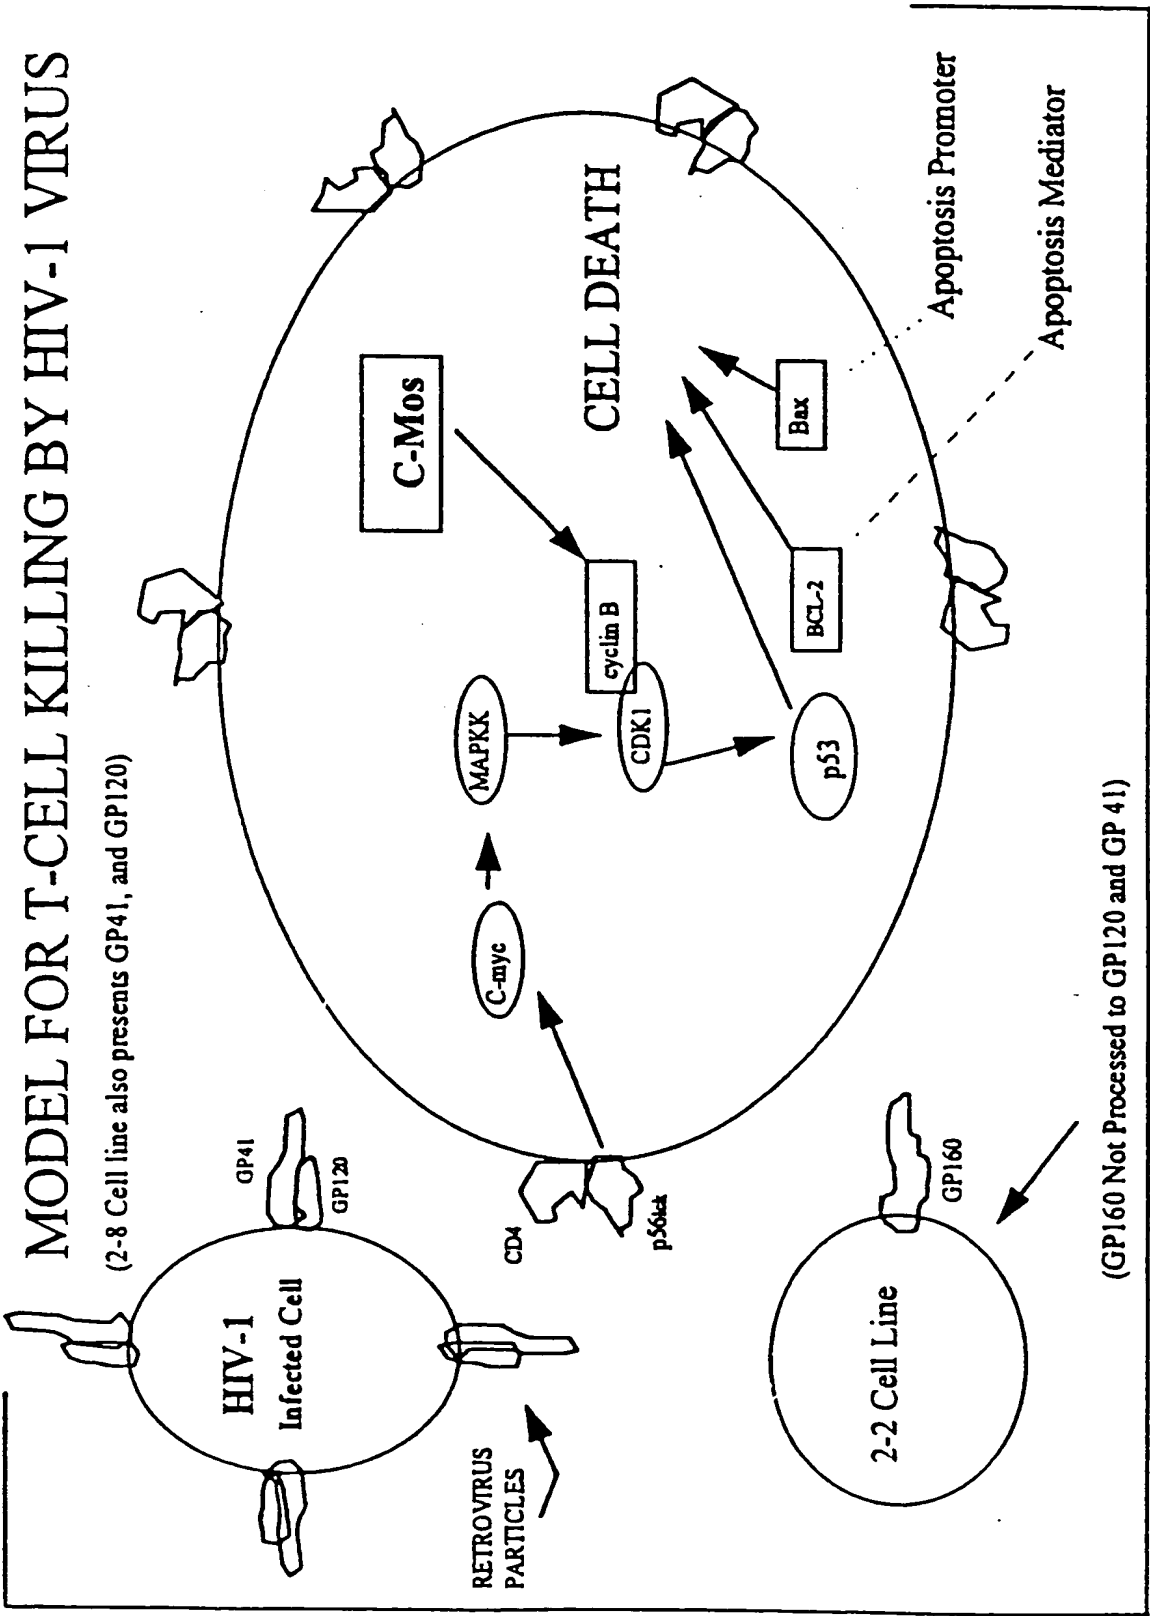 MODEL FOR T-CELL KILLING BY HIV-1 VIRUS
(2-8 Cell line also presents GP41, and GP120)
GP41
GP120
HIV-1
Infected Cell
RETROVIRUS
PARTICLES
CD4
p56lck
C-myc
MAPKK
C-Mos
cyclin B
CDK1
CELL DEATH
p53
BCL-2
Bax
Apoptosis Promoter
Apoptosis Mediator
2-2 Cell Line
GP160
(GP160 Not Processed to GP120 and GP 41)